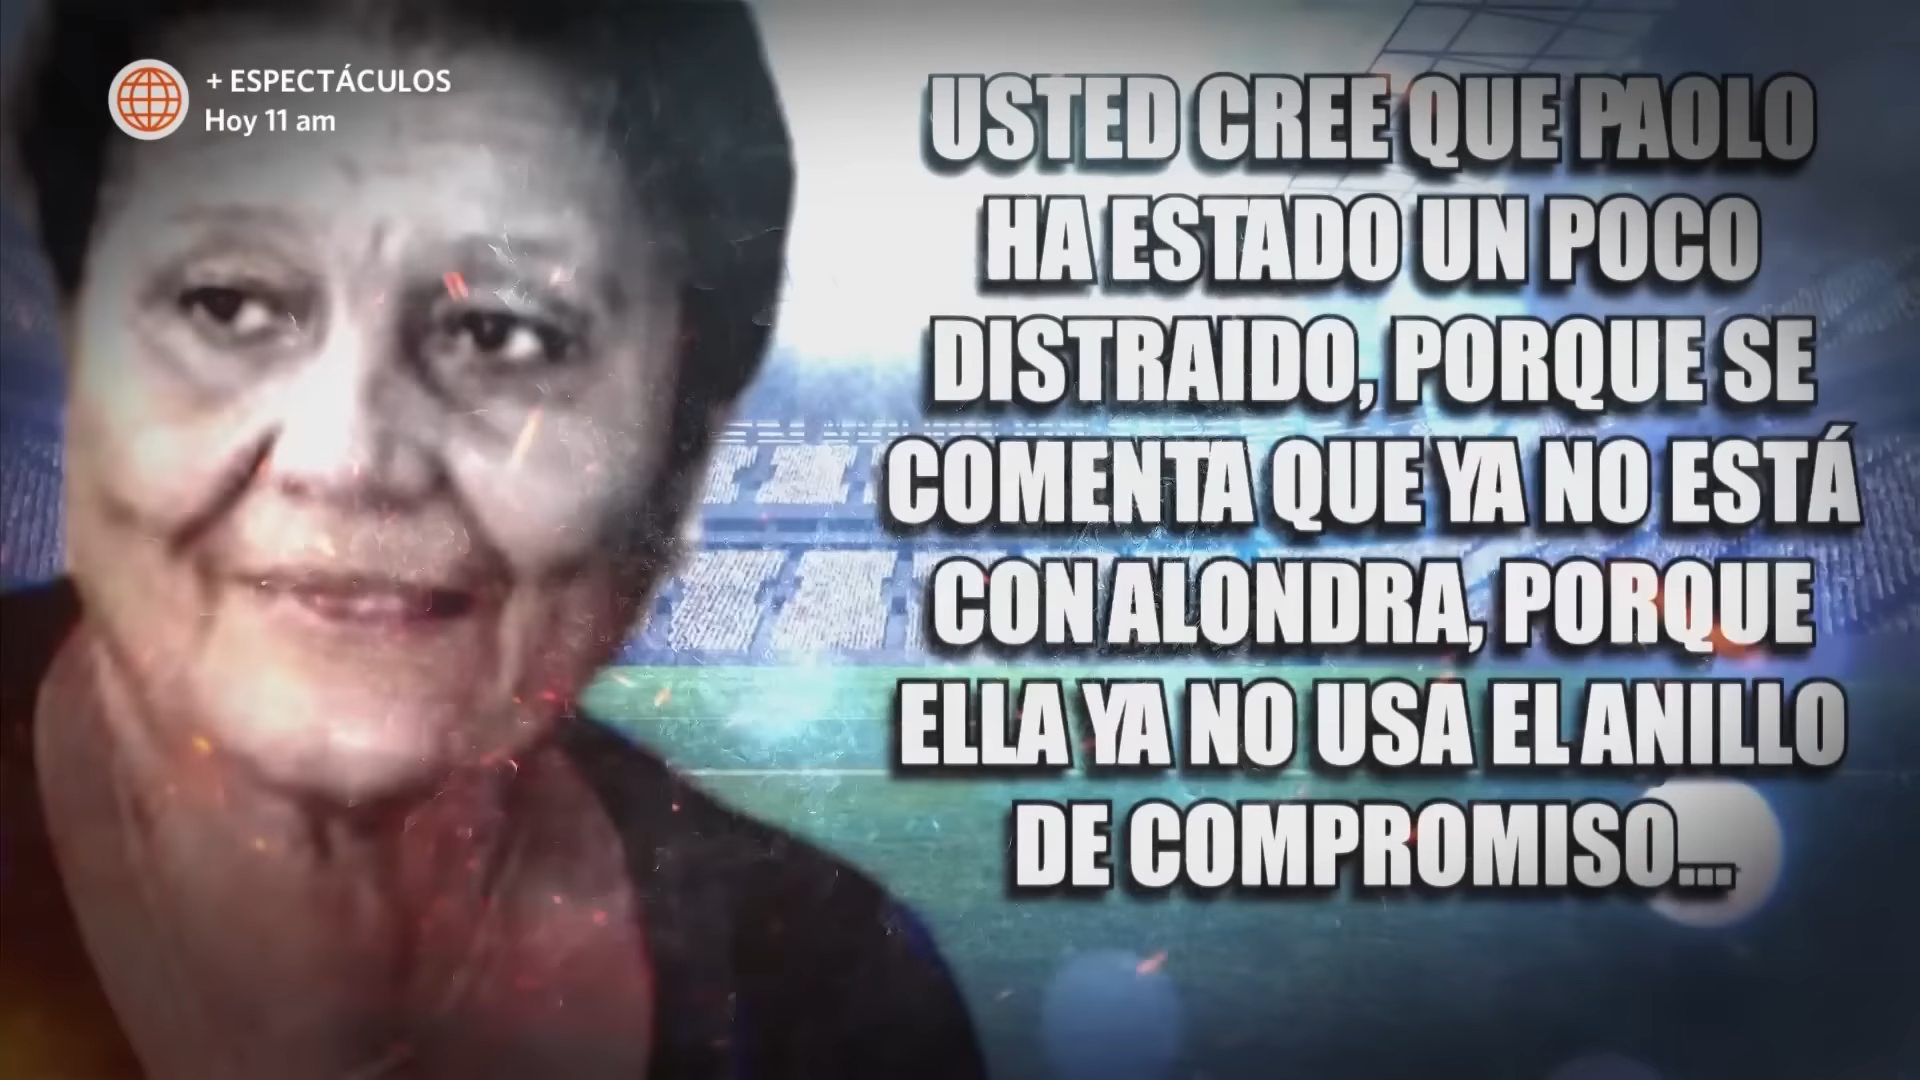 + ESPECTÁCULOS
Hoy 11 am
USTED CREE QUE PAOLO
HA ESTADO UN POCO
DISTRAIDO, PORQUE SE
COMENTA QUE YA NO ESTÁ
CON ALONDRA, PORQUE
ELLA YA NO USA EL ANILLO
DE COMPROMISO...